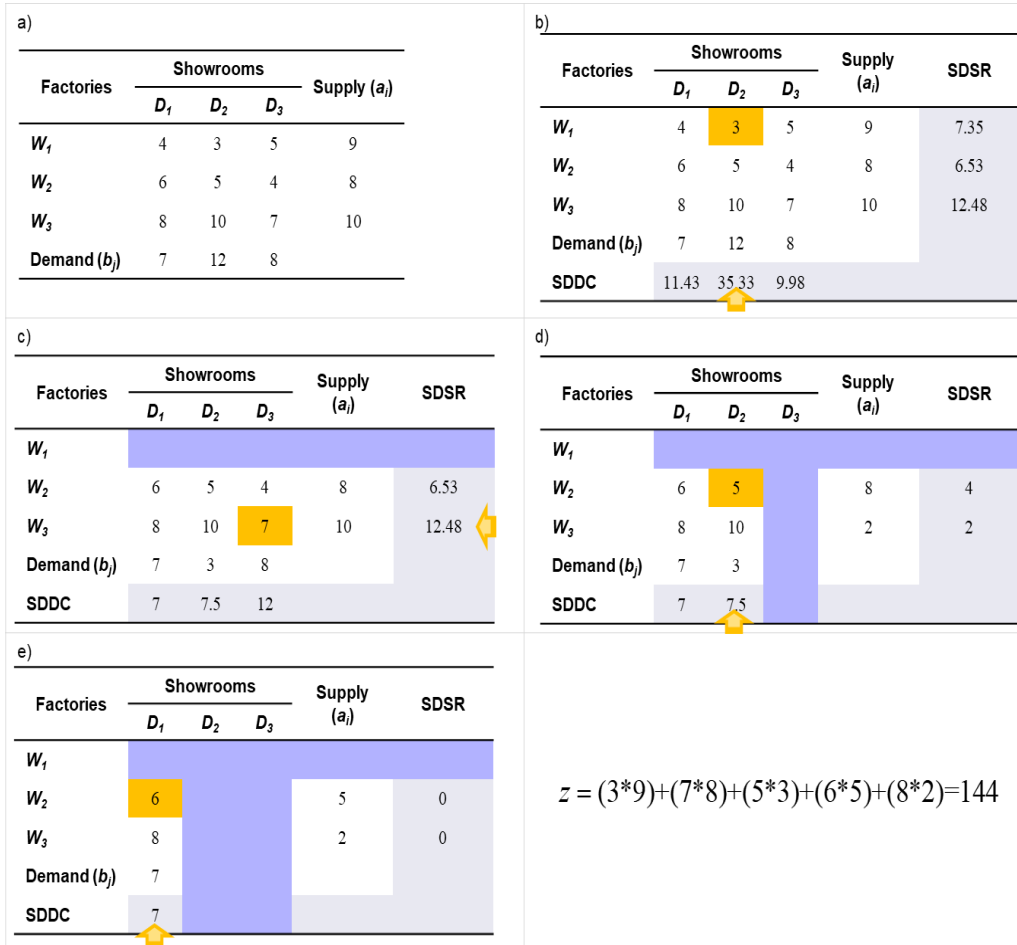 a)
Factories Showrooms Supply (ai)
D1 D2 D3
W1 4 3 5 9
W2 6 5 4 8
W3 8 10 7 10
Demand (bj) 7 12 8
b)
Factories Showrooms Supply (ai) SDSR
D1 D2 D3
W1 4 3 5 9 7.35
W2 6 5 4 8 6.53
W3 8 10 7 10 12.48
Demand (bj) 7 12 8
SDDC 11.43 35.33 9.98
c)
Factories Showrooms Supply (ai) SDSR
D1 D2 D3
W1
W2 6 5 4 8 6.53
W3 8 10 7 10 12.48
Demand (bj) 7 3 8
SDDC 7 7.5 12
d)
Factories Showrooms Supply (ai) SDSR
D1 D2 D3
W1
W2 6 5 8 4
W3 8 10 2 2
Demand (bj) 7 3
SDDC 7 7.5
e)
Factories Showrooms Supply (ai) SDSR
D1 D2 D3
W1
W2 6 5 0
W3 8 2 0
Demand (bj) 7
SDDC 7
z = (3*9)+(7*8)+(5*3)+(6*5)+(8*2)=144